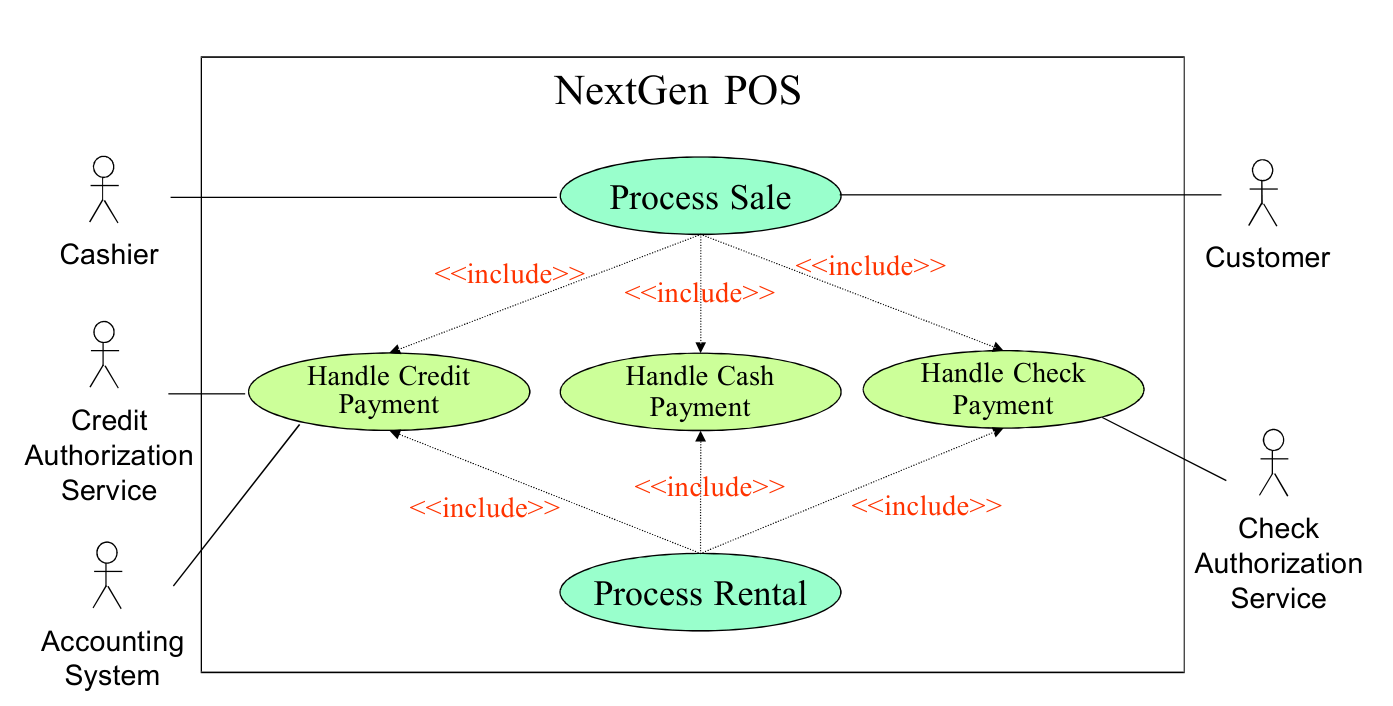 NextGen POS
Process Sale
Cashier
Customer
<<include>>
<<include>>
<<include>>
Handle Credit
Payment
Handle Cash
Payment
Handle Check
Payment
Credit
Authorization
Service
<<include>>
<<include>>
<<include>>
Check
Authorization
Service
Process Rental
Accounting
System